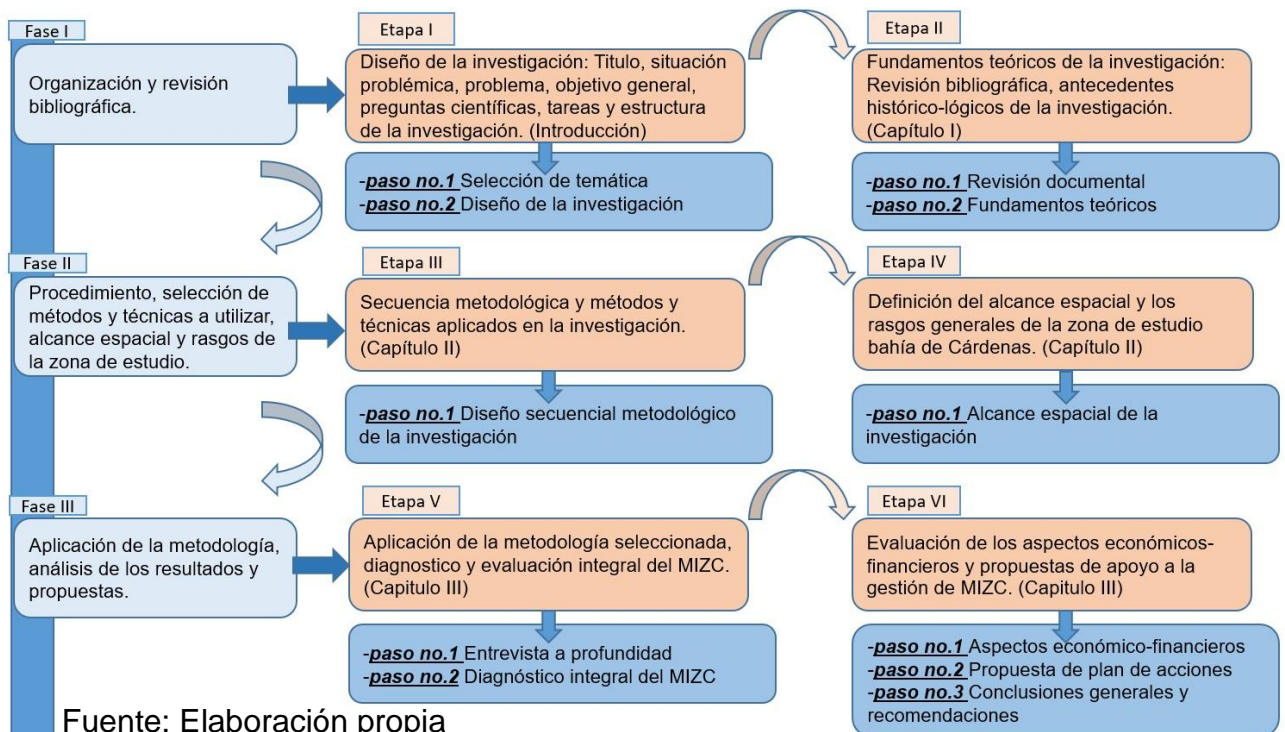 Fase I
Organización y revisión
bibliográfica.
Etapa I
Diseño de la investigación: Titulo, situación
problémica, problema, objetivo general,
preguntas científicas, tareas y estructura
de la investigación. (Introducción)
-paso no.1 Selección de temática
-paso no.2 Diseño de la investigación
Etapa II
Fundamentos teóricos de la investigación:
Revisión bibliográfica, antecedentes
histórico-lógicos de la investigación.
(Capítulo I)
-paso no.1 Revisión documental
-paso no.2 Fundamentos teóricos
Fase II
Procedimiento, selección de
métodos y técnicas a utilizar,
alcance espacial y rasgos de
la zona de estudio.
Etapa III
Secuencia metodológica y métodos y
técnicas aplicados en la investigación.
(Capítulo II)
-paso no.1 Diseño secuencial metodológico
de la investigación
Etapa IV
Definición del alcance espacial y los
rasgos generales de la zona de estudio
bahía de Cárdenas. (Capítulo II)
-paso no.1 Alcance espacial de la
investigación
Fase III
Aplicación de la metodología,
análisis de los resultados y
propuestas.
Etapa V
Aplicación de la metodología seleccionada,
diagnostico y evaluación integral del MIZC.
(Capitulo III)
-paso no.1 Entrevista a profundidad
-paso no.2 Diagnóstico integral del MIZC
Etapa VI
Evaluación de los aspectos económicos-
financieros y propuestas de apoyo a la
gestión de MIZC. (Capitulo III)
-paso no.1 Aspectos económico-financieros
-paso no.2 Propuesta de plan de acciones
-paso no.3 Conclusiones generales y
recomendaciones
Fuente: Elaboración propia